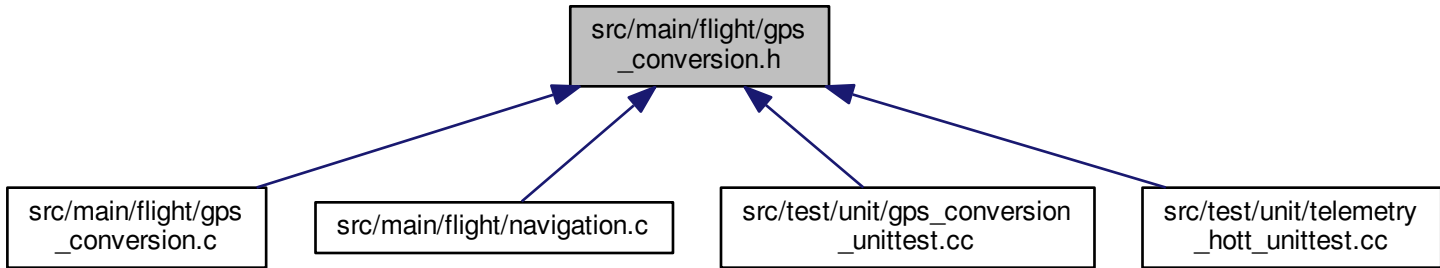 src/main/flight/gps
_conversion.h
src/main/flight/gps
_conversion.c
src/main/flight/navigation.c
src/test/unit/gps_conversion
_unittest.cc
src/test/unit/telemetry
_hott_unittest.cc